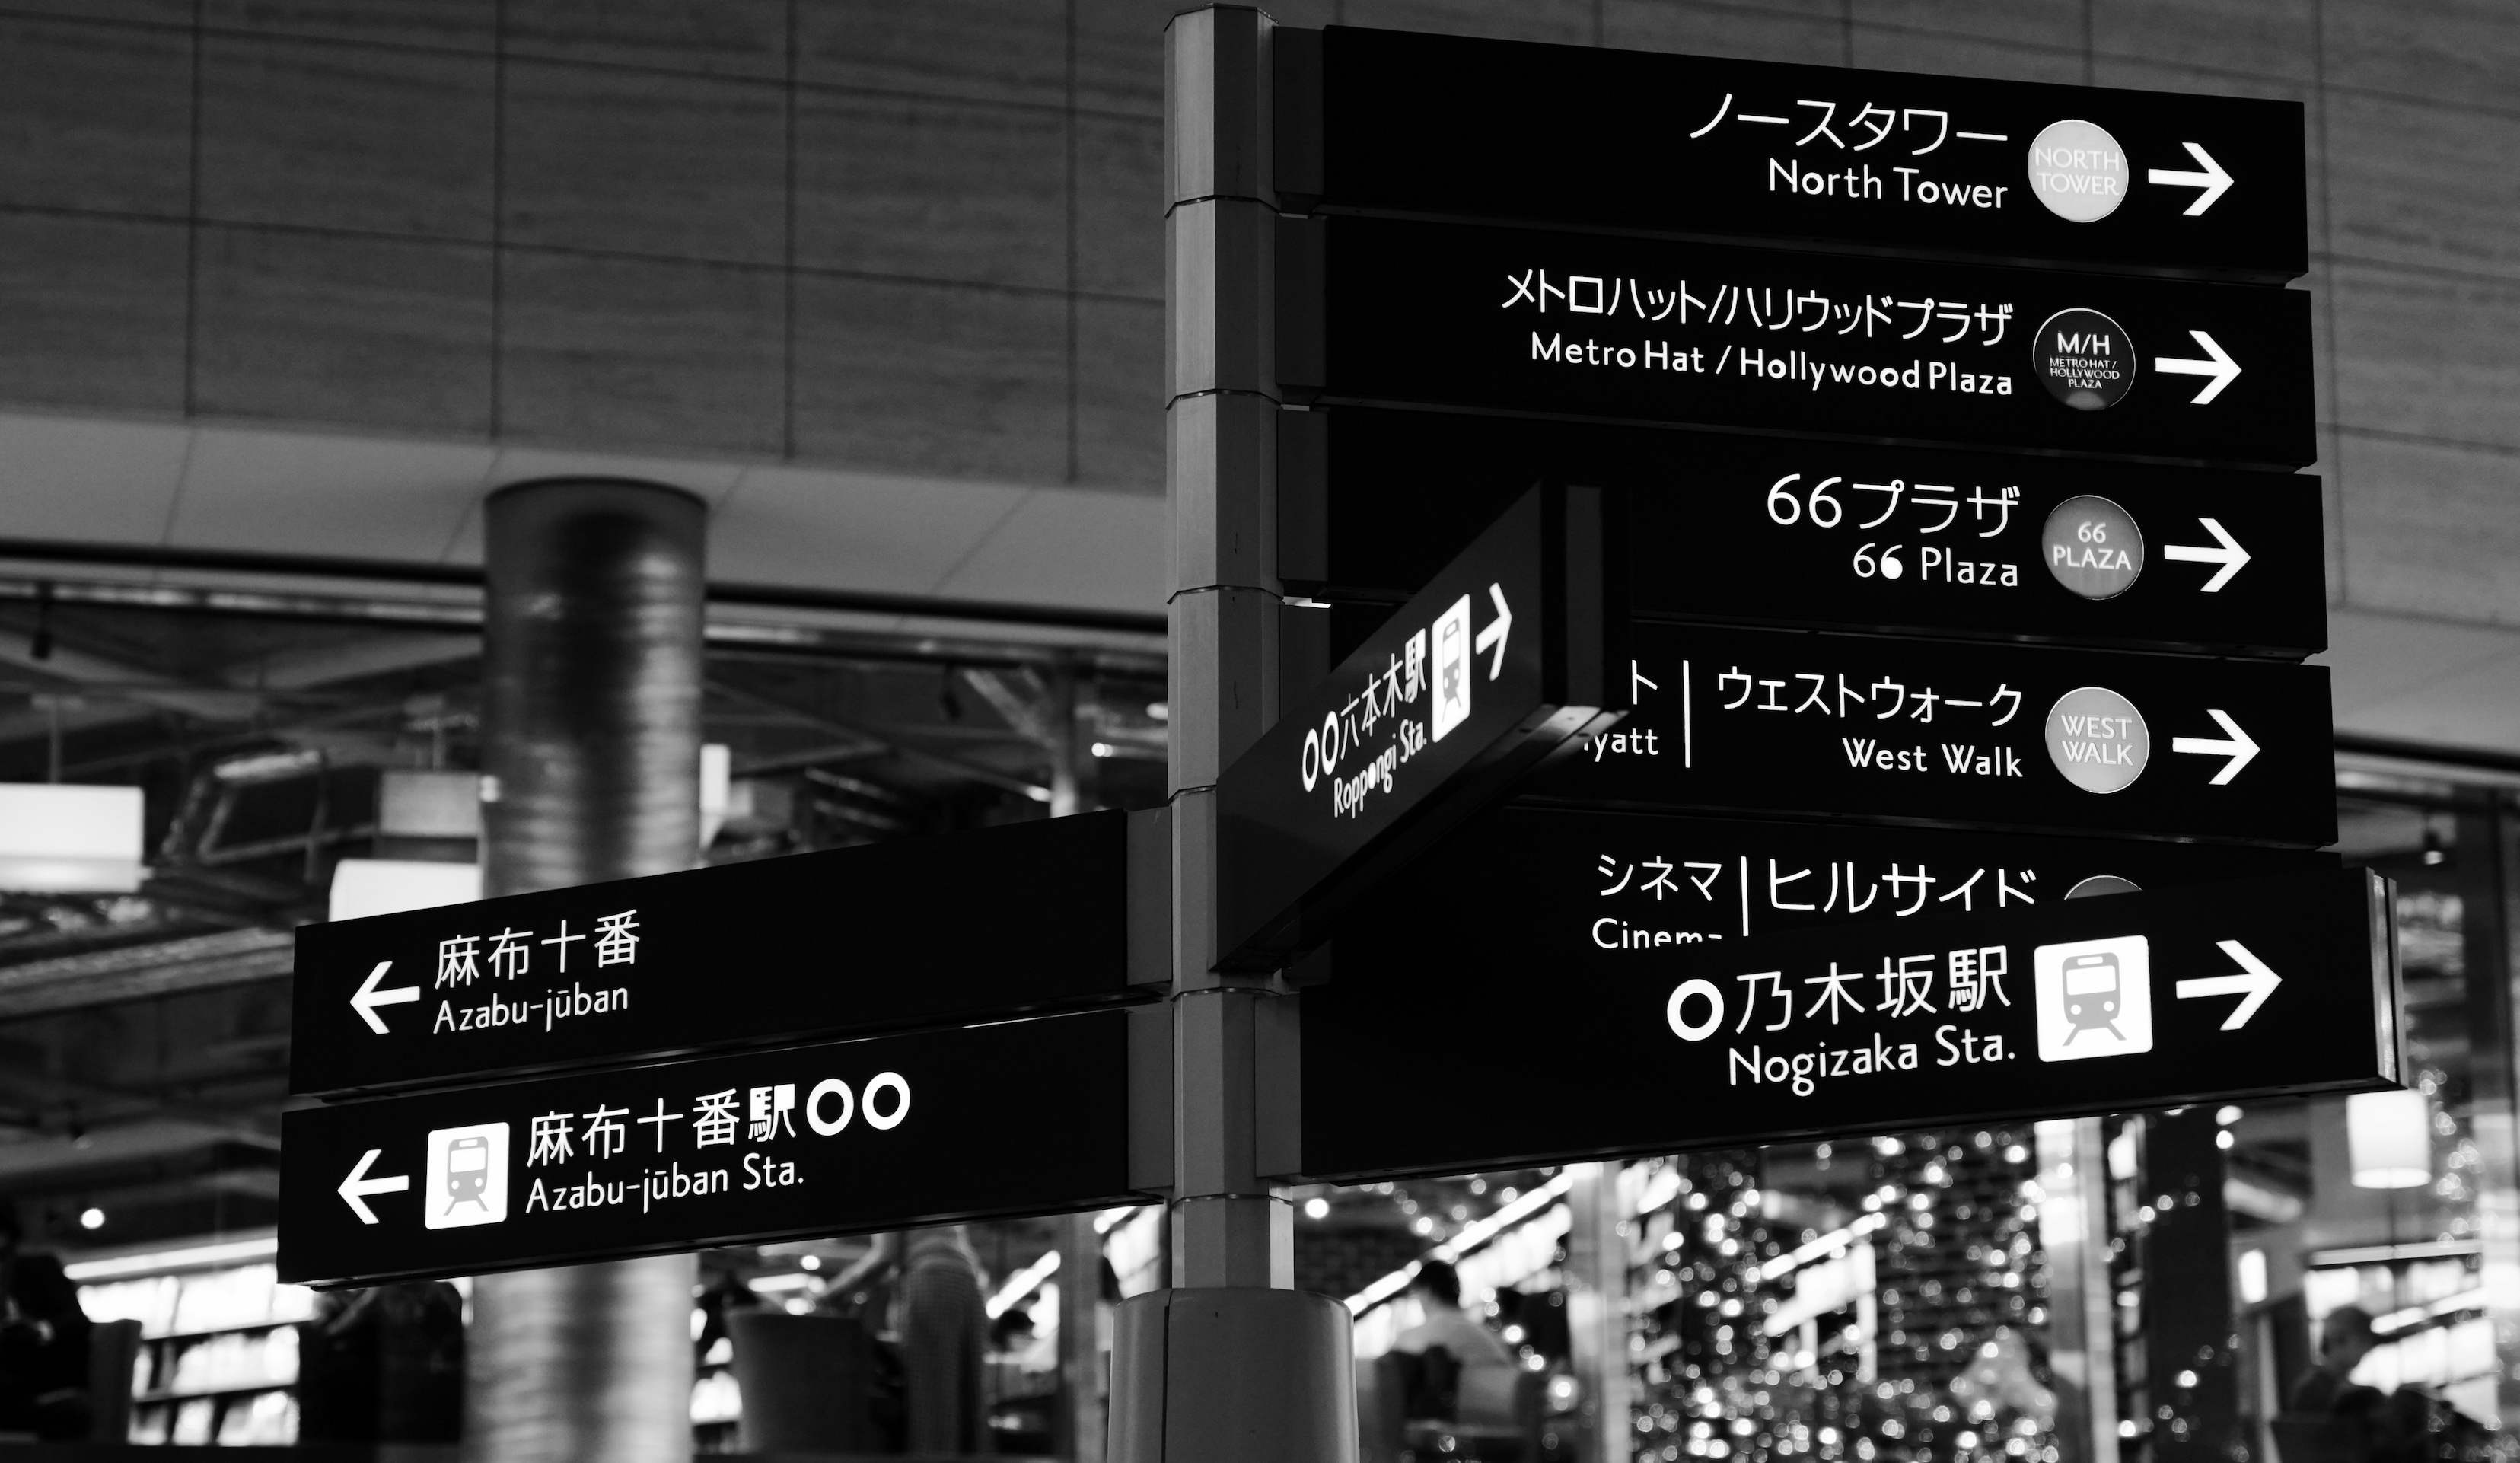 ノースタワー
North Tower
NORTH
TOWER
メトロハット/ハリウッドプラザ
Metro Hat / Hollywood Plaza
M/H
METRO HAT /
HOLLYWOOD
PLAZA
66プラザ
66 Plaza
66
PLAZA
六本木駅
Roppongi Sta.
ト
yatt
ウェストウォーク
West Walk
WEST
WALK
シネマ
Cinema
ヒルサイド
乃木坂駅
Nogizaka Sta.
麻布十番
Azabu-jūban
麻布十番駅
Azabu-jūban Sta.